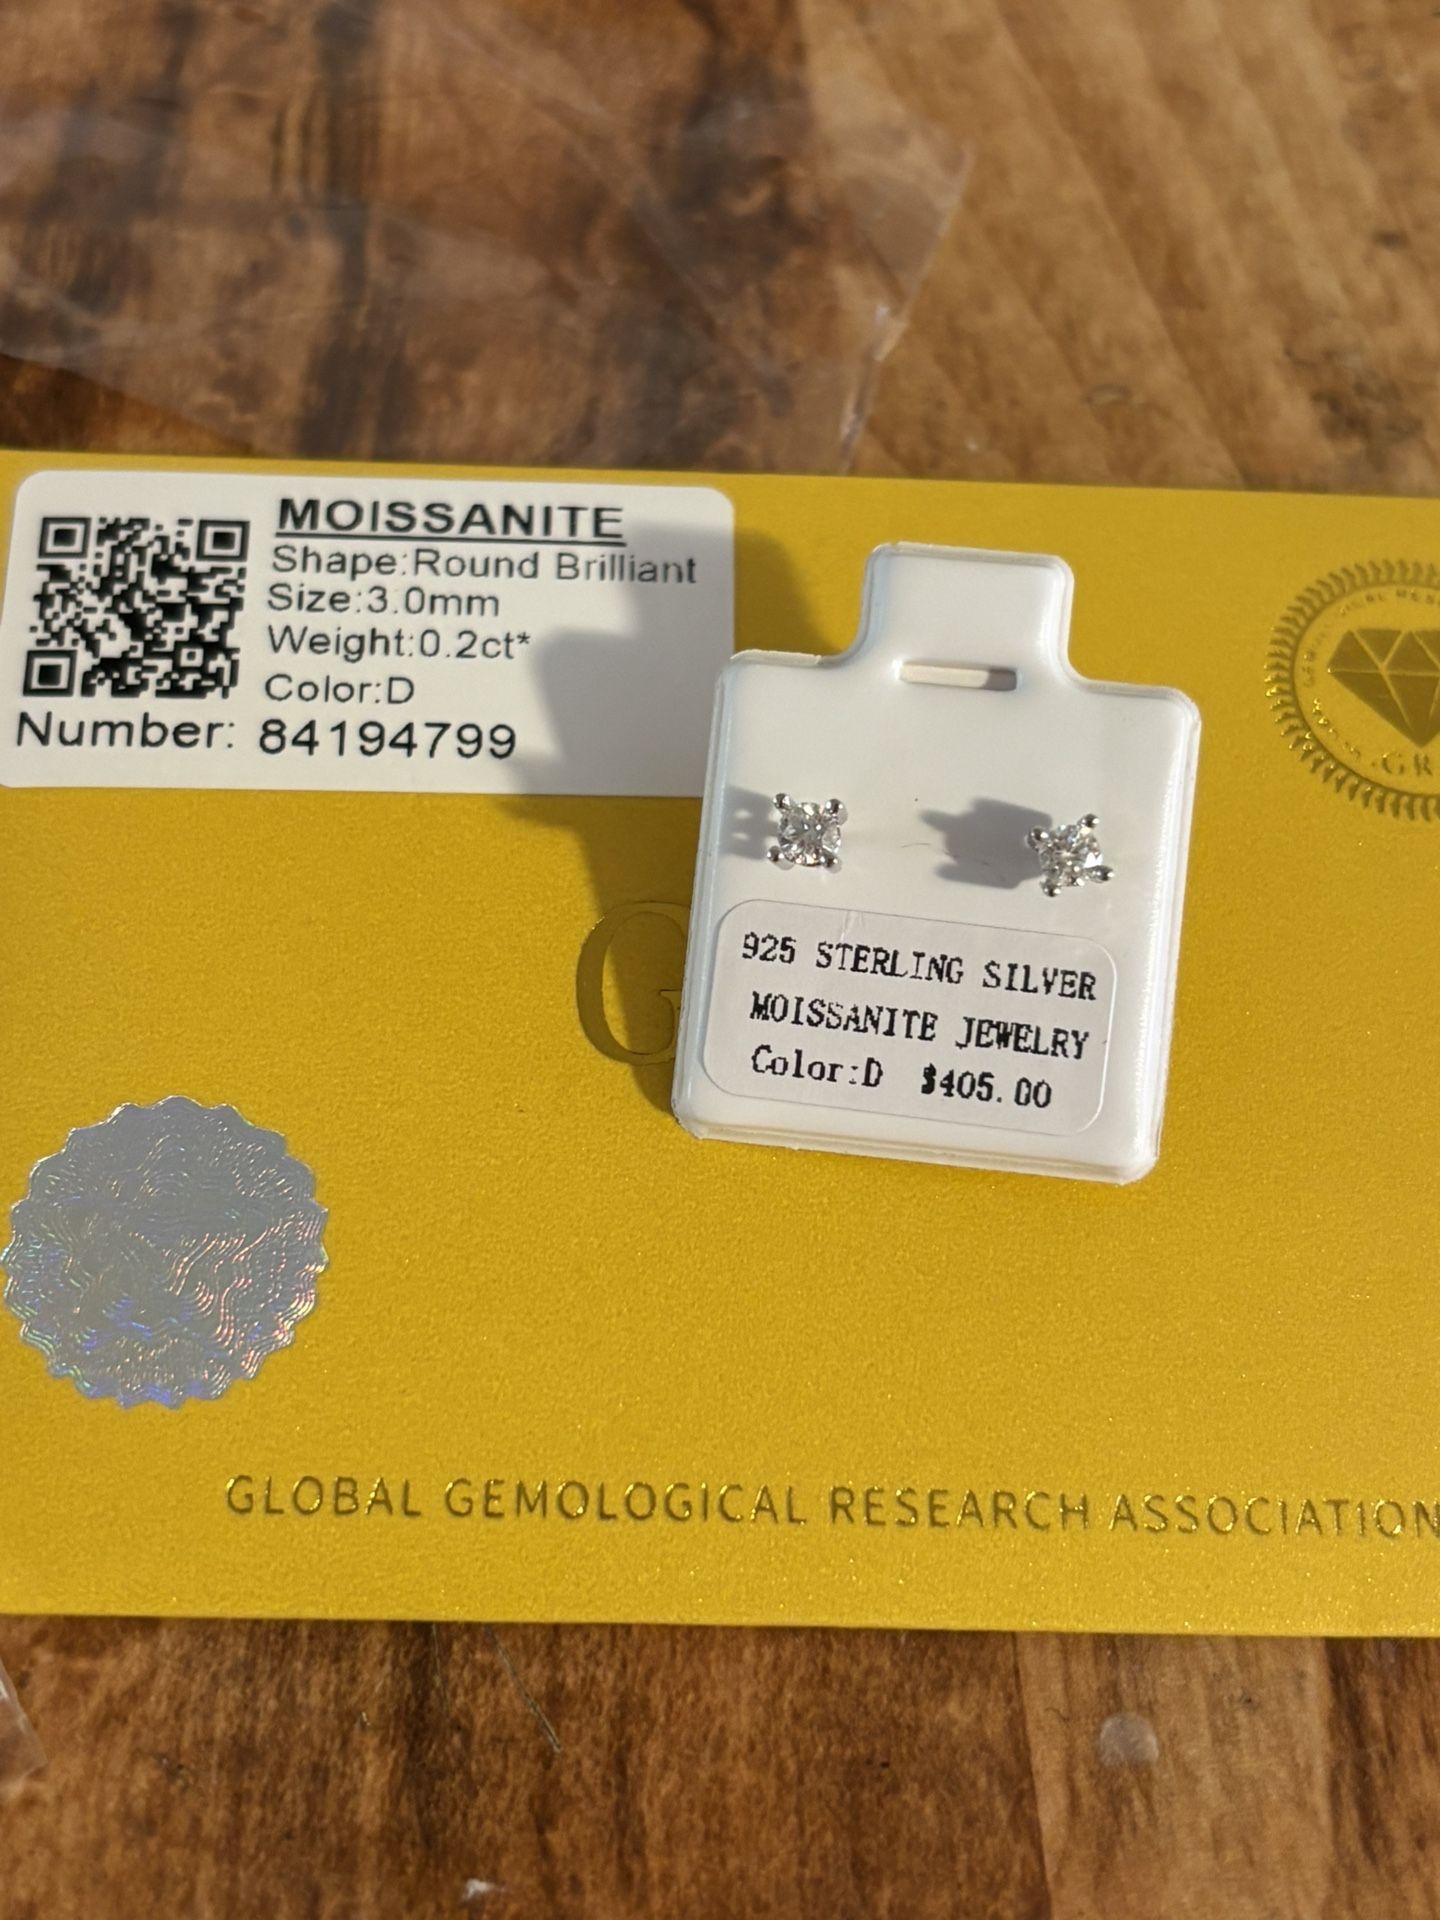 MOISSANITE
Shape:Round Brilliant
Size:3.0mm
Weight:0.2ct*
Color:D
Number: 84194799
G
925 STERLING SILVER
MOISSANITE JEWELRY
Color:D $405.00
GLOBAL GEMOLOGICAL RESEARCH ASSOCIATION